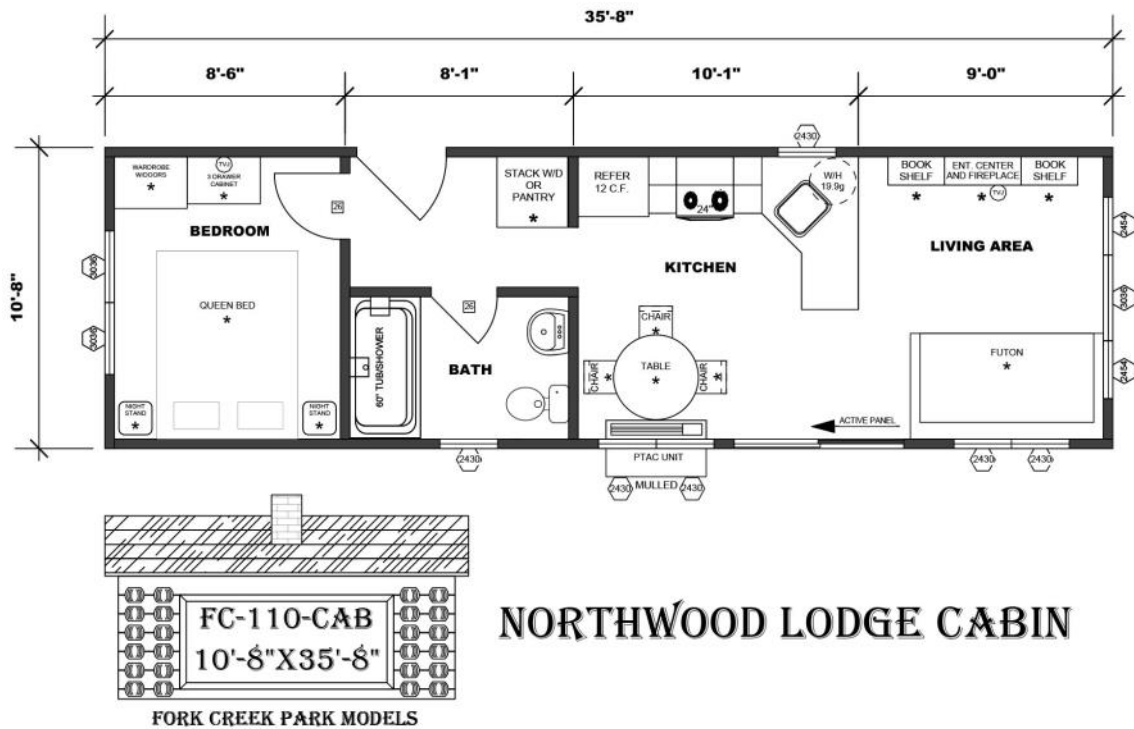 35'-8"
8'-6"
8'-1"
10'-1"
9'-0"
10'-8"
2430
WARDROBE
W/DOORS
*
TVJ
3 DRAWER
CABINET
*
26
STACK W/D
OR
PANTRY
*
REFER
12 C.F.
24"
W/H
19.9g
BOOK
SHELF
*
ENT. CENTER
AND FIREPLACE
* TVJ
BOOK
SHELF
*
BEDROOM
KITCHEN
LIVING AREA
3036
3036
2454
3036
2454
QUEEN BED
*
26
60" TUB/SHOWER
BATH
CHAIR
*
CHAIR
*
TABLE
*
CHAIR
*
FUTON
*
NIGHT
STAND
*
NIGHT
STAND
*
ACTIVE PANEL
2430
PTAC UNIT
2430 MULLED 2430
2430
2430
FC-110-CAB
10'-8"X35'-8"
FORK CREEK PARK MODELS
NORTHWOOD LODGE CABIN